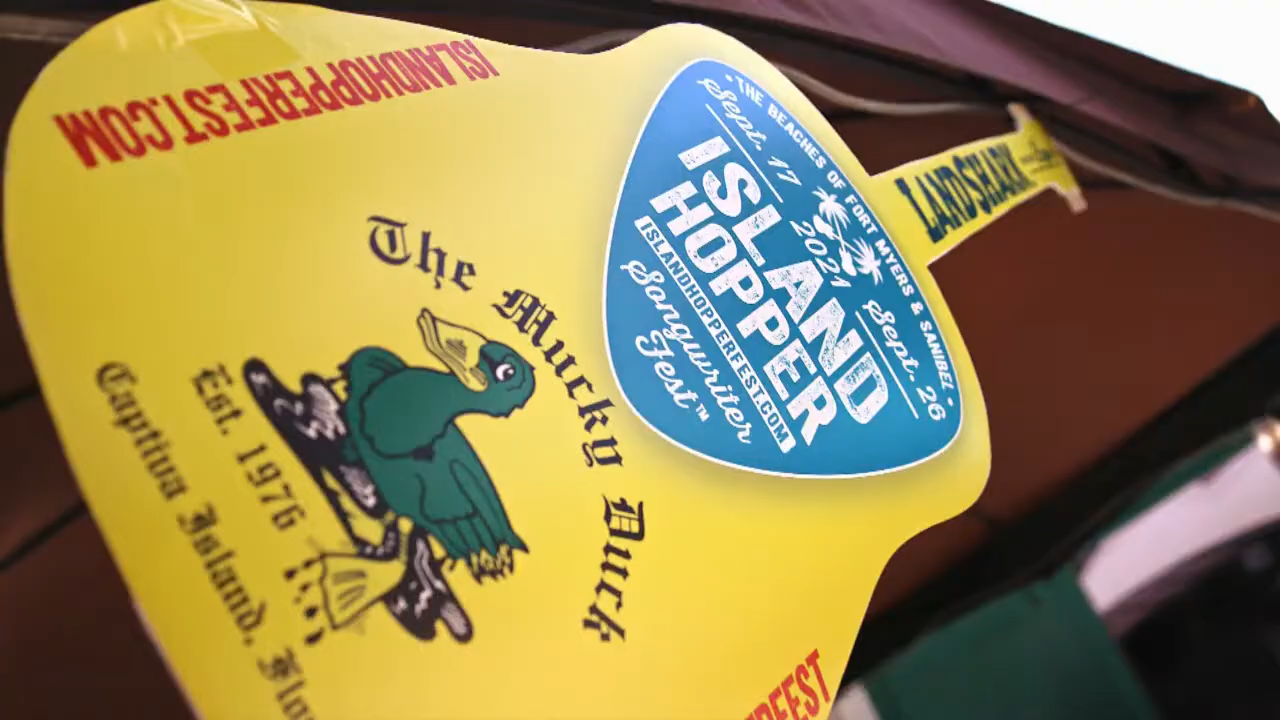 LANDSHARK
• THE BEACHES OF FORT MYERS & SANIBEL •
Sept. 17
2021
Sept. 26
ISLAND
HOPPER
ISLANDHOPPERFEST.COM
Songwriter
Fest™
The Mucky Duck
Est. 1976
Captiva Island,
ISLANDHOPPERFEST.COM